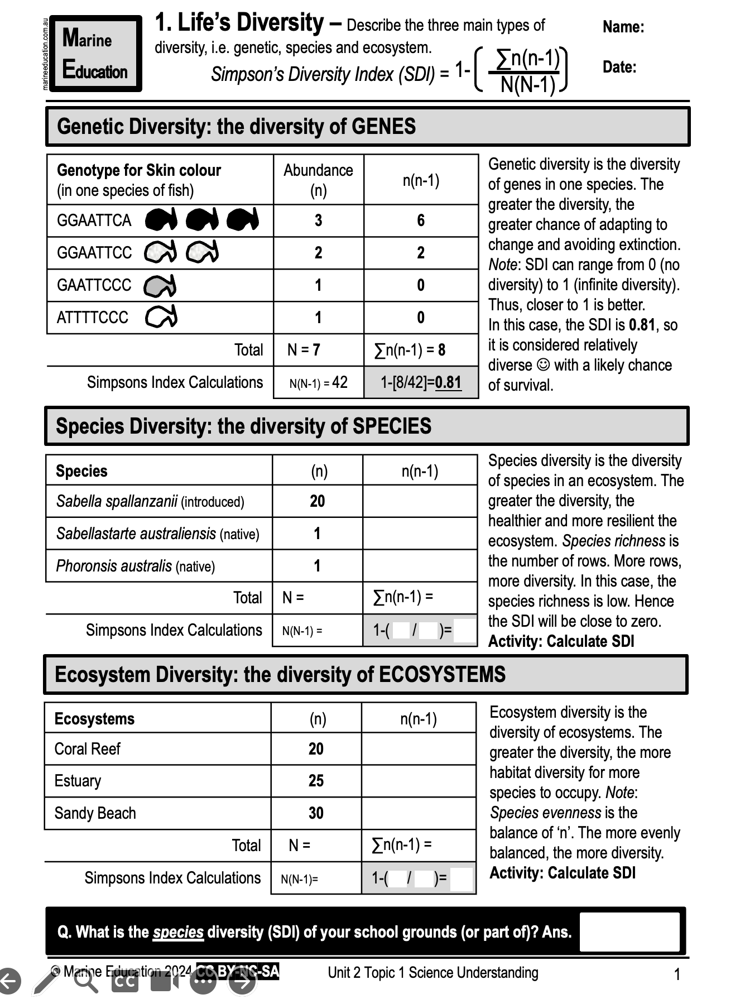 marineeducation.com.au
Marine
Education
1. Life's Diversity – Describe the three main types of
diversity, i.e. genetic, species and ecosystem.
Simpson's Diversity Index (SDI) = 1- ( ∑n(n-1) / N(N-1) )
Name:
Date:
Genetic Diversity: the diversity of GENES
Genotype for Skin colour
(in one species of fish)
Abundance
(n)
n(n-1)
GGAATTCA 3 6
GGAATTCC 2 2
GAATTCCC 1 0
ATTTTCCC 1 0
Total N = 7 ∑n(n-1) = 8
Simpsons Index Calculations N(N-1) = 42 1-[8/42]=0.81
Genetic diversity is the diversity
of genes in one species. The
greater the diversity, the
greater chance of adapting to
change and avoiding extinction.
Note: SDI can range from 0 (no
diversity) to 1 (infinite diversity).
Thus, closer to 1 is better.
In this case, the SDI is 0.81, so
it is considered relatively
diverse ☺ with a likely chance
of survival.
Species Diversity: the diversity of SPECIES
Species (n) n(n-1)
Sabella spallanzanii (introduced) 20
Sabellastarte australiensis (native) 1
Phoronsis australis (native) 1
Total N = ∑n(n-1) =
Simpsons Index Calculations N(N-1) = 1-( / )=
Species diversity is the diversity
of species in an ecosystem. The
greater the diversity, the
healthier and more resilient the
ecosystem. Species richness is
the number of rows. More rows,
more diversity. In this case, the
species richness is low. Hence
the SDI will be close to zero.
Activity: Calculate SDI
Ecosystem Diversity: the diversity of ECOSYSTEMS
Ecosystems (n) n(n-1)
Coral Reef 20
Estuary 25
Sandy Beach 30
Total N = ∑n(n-1) =
Simpsons Index Calculations N(N-1)= 1-( / )=
Ecosystem diversity is the
diversity of ecosystems. The
greater the diversity, the more
habitat diversity for more
species to occupy. Note:
Species evenness is the
balance of 'n'. The more evenly
balanced, the more diversity.
Activity: Calculate SDI
Q. What is the species diversity (SDI) of your school grounds (or part of)? Ans.
© Marine Education 2024 CC BY-NC-SA Unit 2 Topic 1 Science Understanding 1
CC